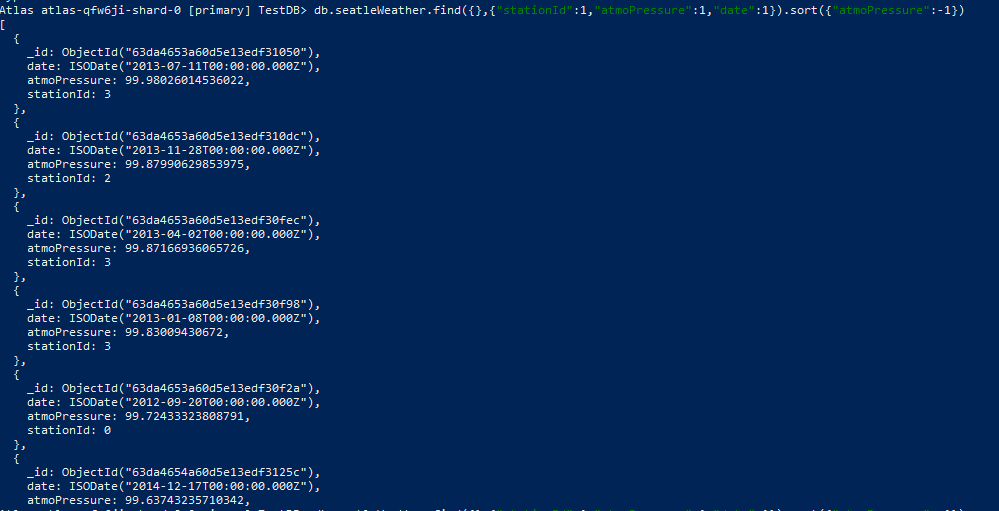 Atlas atlas-qfw6ji-shard-0 [primary] TestDB> db.seatleWeather.find({},{"stationId":1,"atmoPressure":1,"date":1}).sort({"atmoPressure":-1})
[
  {
    _id: ObjectId("63da4653a60d5e13edf31050"),
    date: ISODate("2013-07-11T00:00:00.000Z"),
    atmoPressure: 99.98026014536022,
    stationId: 3
  },
  {
    _id: ObjectId("63da4653a60d5e13edf310dc"),
    date: ISODate("2013-11-28T00:00:00.000Z"),
    atmoPressure: 99.87990629853975,
    stationId: 2
  },
  {
    _id: ObjectId("63da4653a60d5e13edf30fec"),
    date: ISODate("2013-04-02T00:00:00.000Z"),
    atmoPressure: 99.87166936065726,
    stationId: 3
  },
  {
    _id: ObjectId("63da4653a60d5e13edf30f98"),
    date: ISODate("2013-01-08T00:00:00.000Z"),
    atmoPressure: 99.83009430672,
    stationId: 3
  },
  {
    _id: ObjectId("63da4653a60d5e13edf30f2a"),
    date: ISODate("2012-09-20T00:00:00.000Z"),
    atmoPressure: 99.72433323808791,
    stationId: 0
  },
  {
    _id: ObjectId("63da4654a60d5e13edf3125c"),
    date: ISODate("2014-12-17T00:00:00.000Z"),
    atmoPressure: 99.63743235710342,